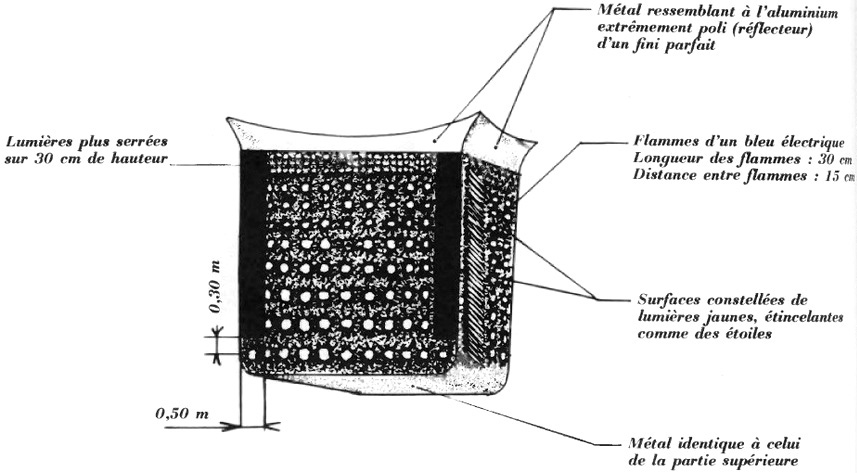 Métal ressemblant à l'aluminium
extrêmement poli (réflecteur)
d'un fini parfait
Lumières plus serrées
sur 30 cm de hauteur
Flammes d'un bleu électrique
Longueur des flammes : 30 cm
Distance entre flammes : 15 cm
0,30 m
Surfaces constellées de
lumières jaunes, étincelantes
comme des étoiles
0,50 m
Métal identique à celui
de la partie supérieure